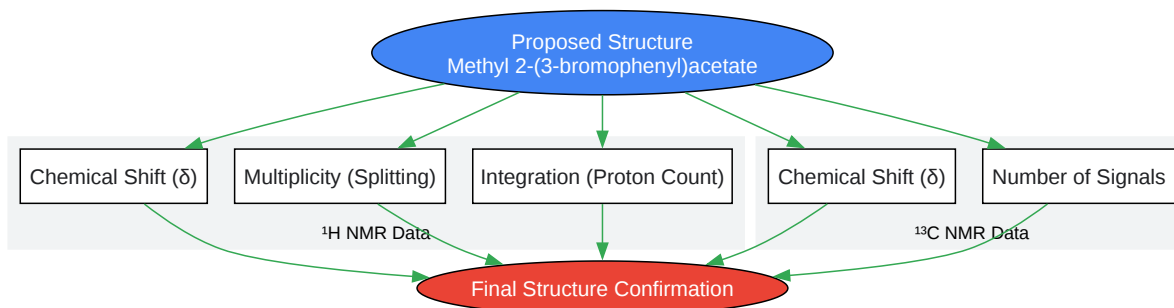 Proposed Structure
Methyl 2-(3-bromophenyl)acetate
Chemical Shift (δ)
Multiplicity (Splitting)
Integration (Proton Count)
Chemical Shift (δ)
Number of Signals
¹H NMR Data
¹³C NMR Data
Final Structure Confirmation